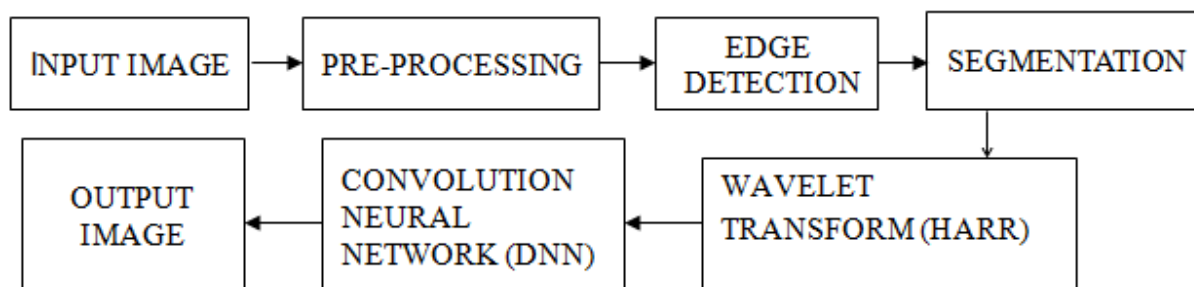 INPUT IMAGE
PRE-PROCESSING
EDGE
DETECTION
SEGMENTATION
WAVELET
TRANSFORM (HARR)
CONVOLUTION
NEURAL
NETWORK (DNN)
OUTPUT
IMAGE